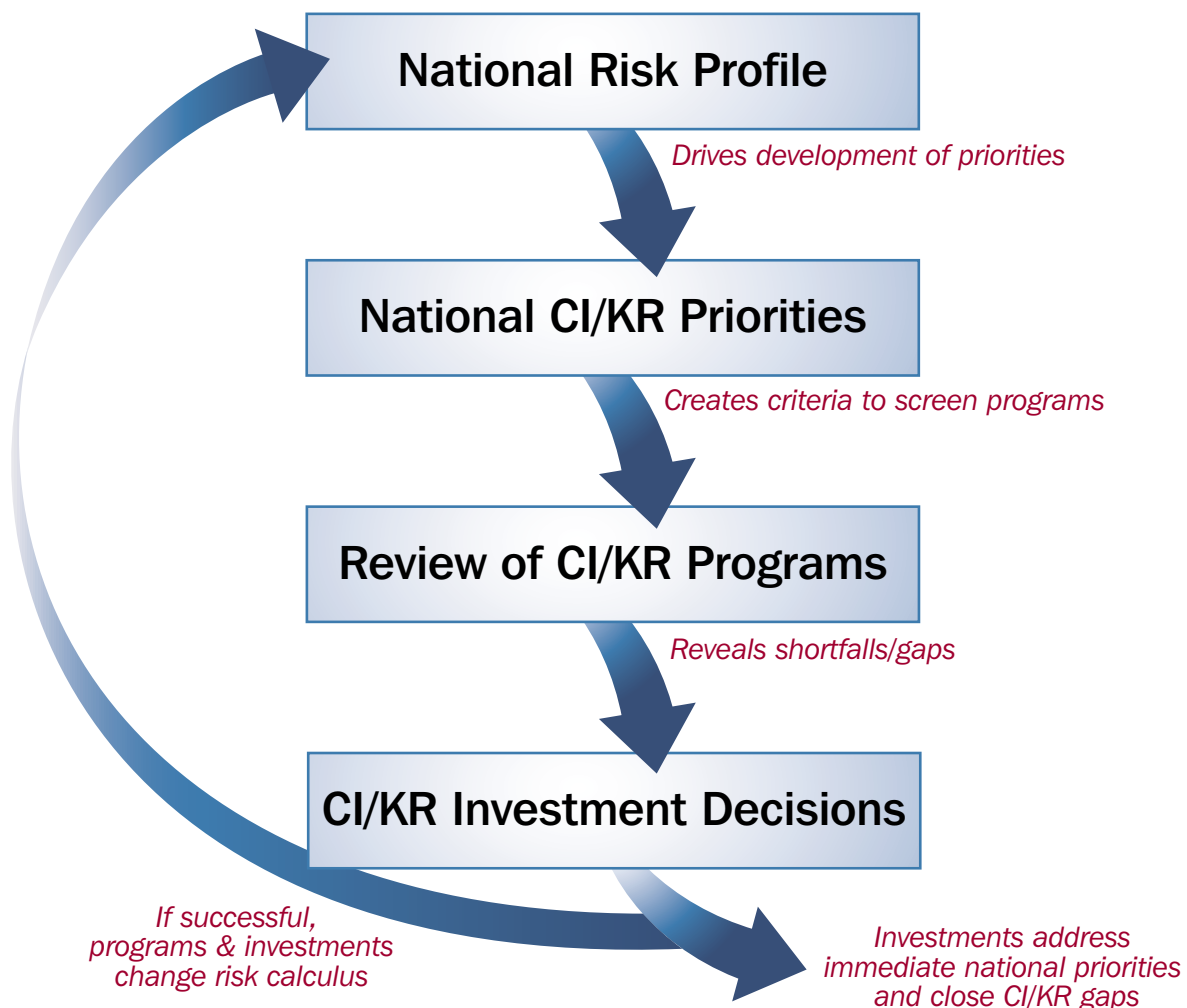 National Risk Profile
Drives development of priorities
National CI/KR Priorities
Creates criteria to screen programs
Review of CI/KR Programs
Reveals shortfalls/gaps
CI/KR Investment Decisions
If successful,
programs & investments
change risk calculus
Investments address
immediate national priorities
and close CI/KR gaps